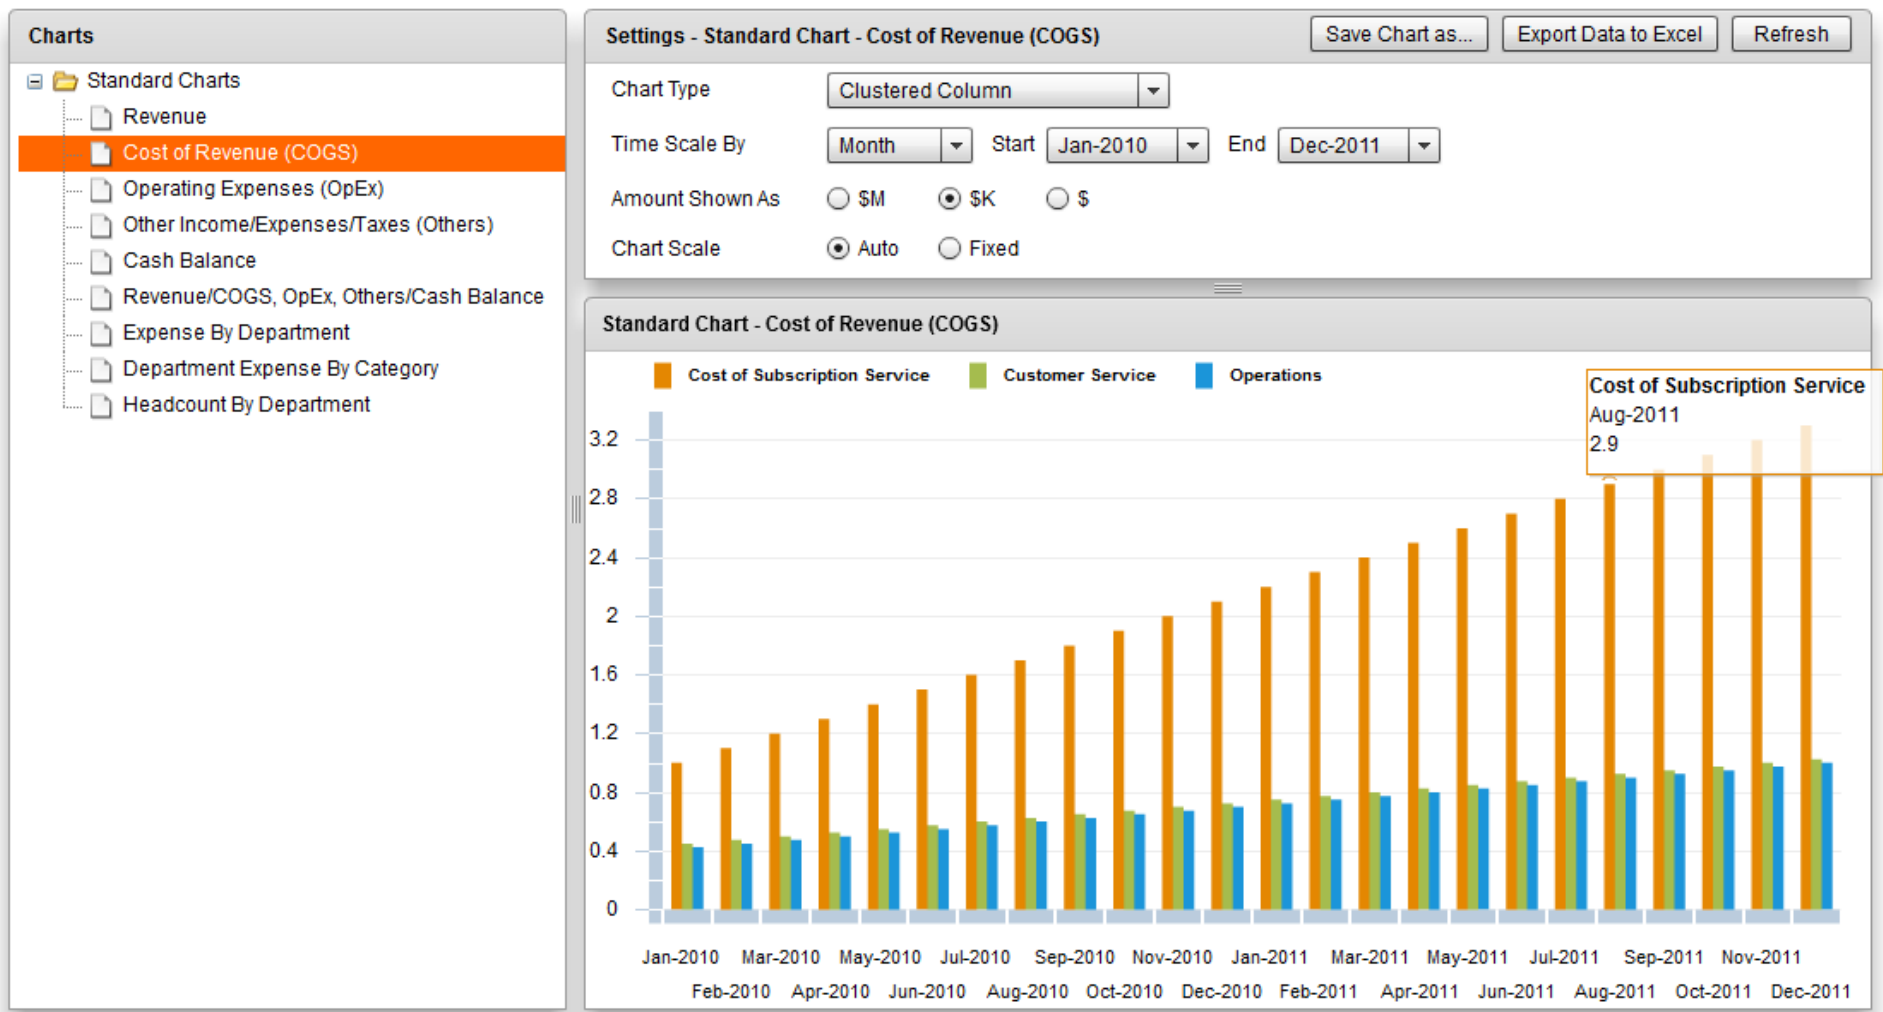 Charts
Standard Charts
Revenue
Cost of Revenue (COGS)
Operating Expenses (OpEx)
Other Income/Expenses/Taxes (Others)
Cash Balance
Revenue/COGS, OpEx, Others/Cash Balance
Expense By Department
Department Expense By Category
Headcount By Department
Settings - Standard Chart - Cost of Revenue (COGS) Save Chart as... Export Data to Excel Refresh
Chart Type Clustered Column
Time Scale By Month Start Jan-2010 End Dec-2011
Amount Shown As $M $K $
Chart Scale Auto Fixed
Standard Chart - Cost of Revenue (COGS)
Cost of Subscription Service Customer Service Operations
Cost of Subscription Service
Aug-2011
2.9
3.2
2.8
2.4
2
1.6
1.2
0.8
0.4
0
Jan-2010 Mar-2010 May-2010 Jul-2010 Sep-2010 Nov-2010 Jan-2011 Mar-2011 May-2011 Jul-2011 Sep-2011 Nov-2011
Feb-2010 Apr-2010 Jun-2010 Aug-2010 Oct-2010 Dec-2010 Feb-2011 Apr-2011 Jun-2011 Aug-2011 Oct-2011 Dec-2011